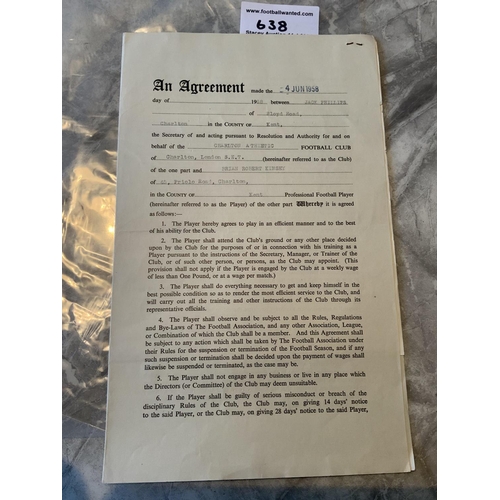 www.footballwanted.com
638
An Agreement made the 4 JUN 1958
day of 19 between JACK PHILLIPS
of Floyd Road,
Charlton in the COUNTY OF Kent,
the Secretary of and acting pursuant to Resolution and Authority for and on
behalf of the CHARLTON ATHLETIC FOOTBALL CLUB
of Charlton, London S.E.7. (hereinafter referred to as the Club)
of the one part and
of Charlton,
in the COUNTY OF Kent Professional Football Player
(hereinafter referred to as the Player) of the other part Whereby it is agreed
as follows:—
1. The Player hereby agrees to play in an efficient manner and to the best
of his ability for the Club.
2. The Player shall attend the Club's ground or any other place decided
upon by the Club for the purposes of or in connection with his training as a
Player pursuant to the instructions of the Secretary, Manager, or Trainer of
the Club, or of such other person, or persons, as the Club may appoint. (This
provision shall not apply if the Player is engaged by the Club at a weekly wage
of less than One Pound, or at a wage per match.)
3. The Player shall do everything necessary to get and keep himself in the
best possible condition so as to render the most efficient service to the Club, and
will carry out all the training and other instructions of the Club through its
representative officials.
4. The Player shall observe and be subject to all the Rules, Regulations
and Bye-Laws of The Football Association, and any other Association, League,
or Combination of which the Club shall be a member. And this Agreement shall
be subject to any action which shall be taken by The Football Association under
their Rules for the suspension or termination of the Football Season, and if any
such suspension or termination shall be decided upon the payment of wages shall
likewise be suspended or terminated, as the case may be.
5. The Player shall not engage in any business or live in any place which
the Directors (or Committee) of the Club may deem unsuitable.
6. If the Player shall be guilty of serious misconduct or breach of the
disciplinary Rules of the Club, the Club may, on giving 14 days' notice
to the said Player, or the Club may, on giving 28 days' notice to the said Player,